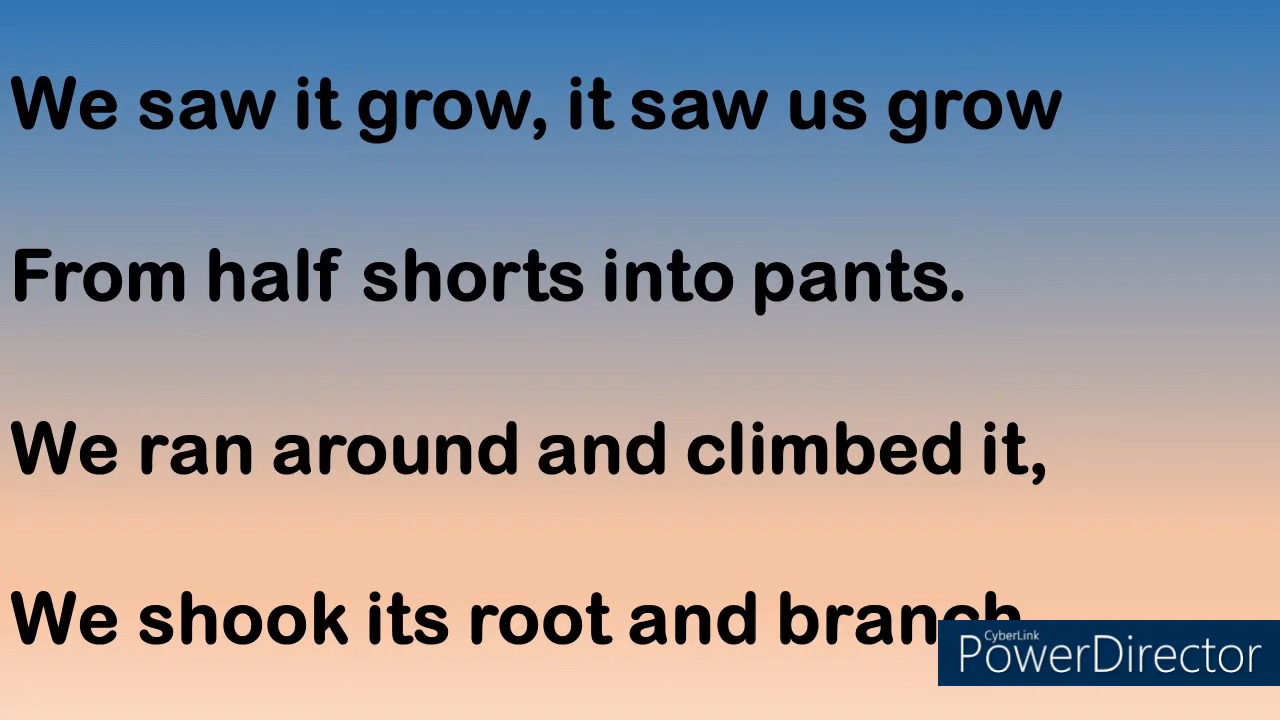 We saw it grow, it saw us grow
From half shorts into pants.
We ran around and climbed it,
We shook its root and branch
CyberLink
PowerDirector